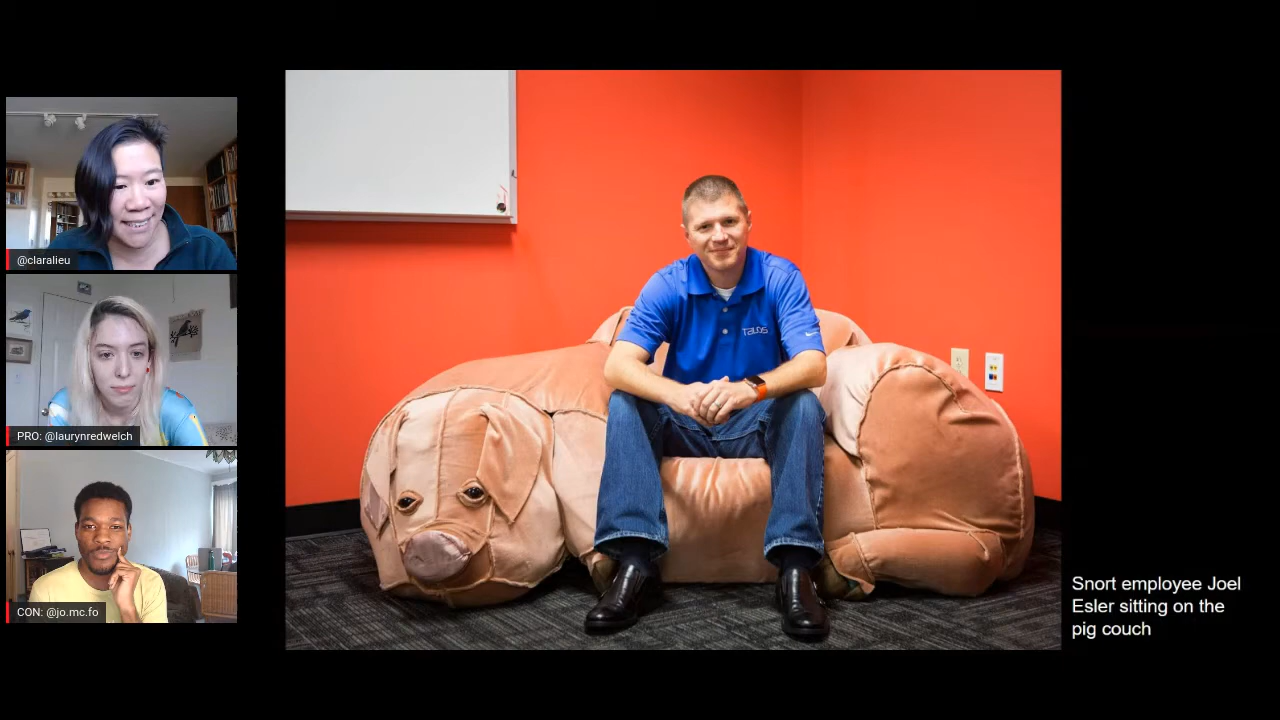 @claralieu
PRO: @laurynredwelch
CON: @jo.mc.fo
TALOS
Snort employee Joel
Esler sitting on the
pig couch